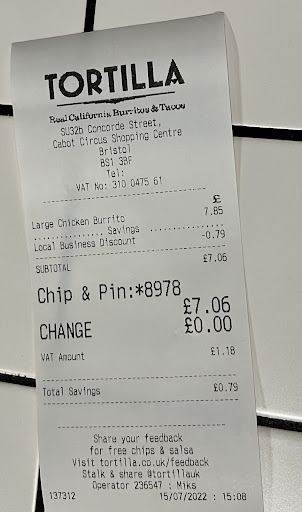 TORTILLA
Real California Burritos & Tacos
SU32b Concorde Street,
Cabot Circus Shopping Centre
Bristol
BS1 3BF
Tel:
VAT No: 310 0475 61
£
Large Chicken Burrito 7.85
................ Savings ................
Local Business Discount -0.79
SUBTOTAL £7.06
Chip & Pin:*8978
£7.06
CHANGE £0.00
VAT Amount £1.18
Total Savings £0.79
Share your feedback
for free chips & salsa
Visit tortilla.co.uk/feedback
Stalk & share @tortillauk
Operator 236547 : Miks
137312 15/07/2022 : 15:08